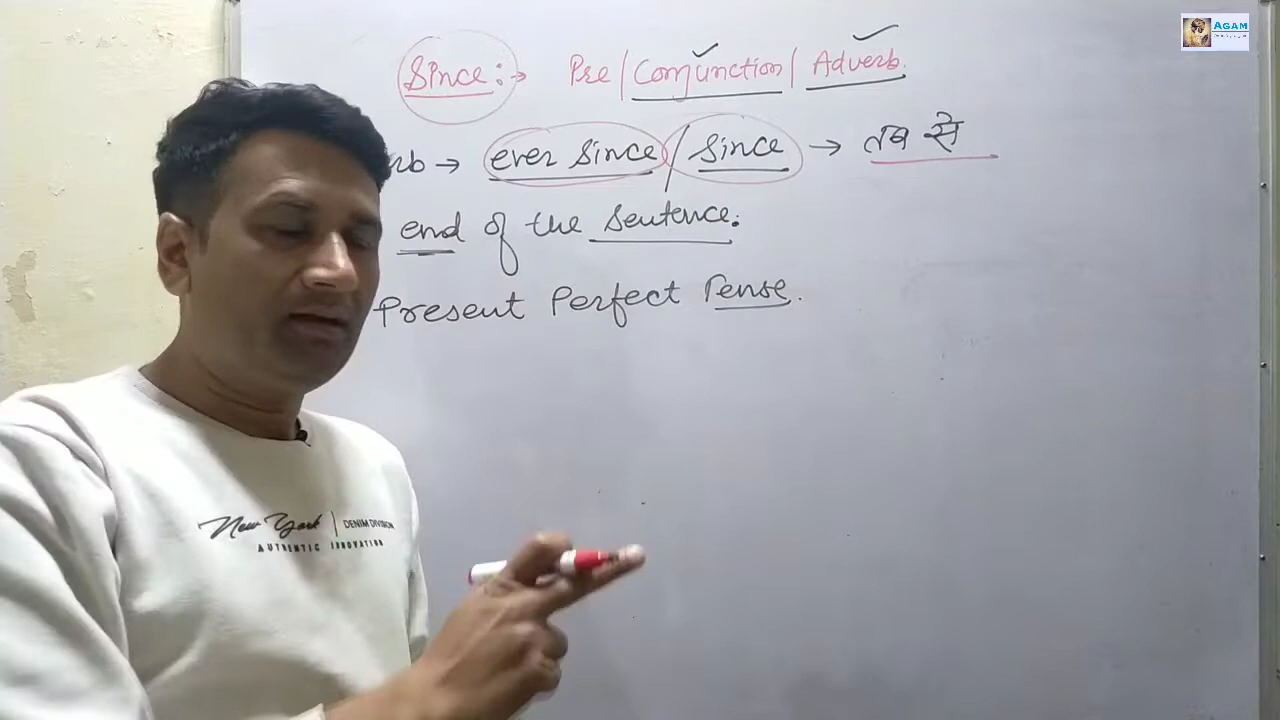 Since:→ Pre/Conjunction/Adverb.
rb → ever since/since → तब से
end of the sentence.
Present Perfect Tense.
New York | DENIM DIVISION
AUTHENTIC INNOVATION
AGAM